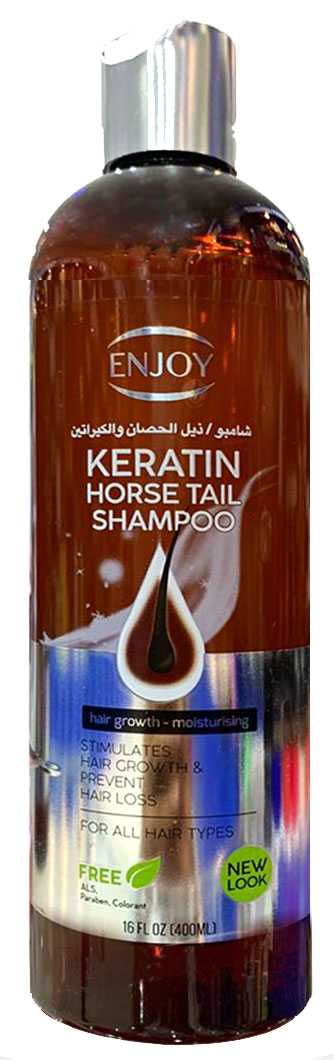 ENJOY
شامبو / ذيل الحصان والكيراتين
KERATIN
HORSE TAIL
SHAMPOO
hair growth - moisturising
STIMULATES
HAIR GROWTH &
PREVENT
HAIR LOSS
FOR ALL HAIR TYPES
FREE
ALS,
Paraben, Colorant
NEW
LOOK
16 FL OZ (400ML)